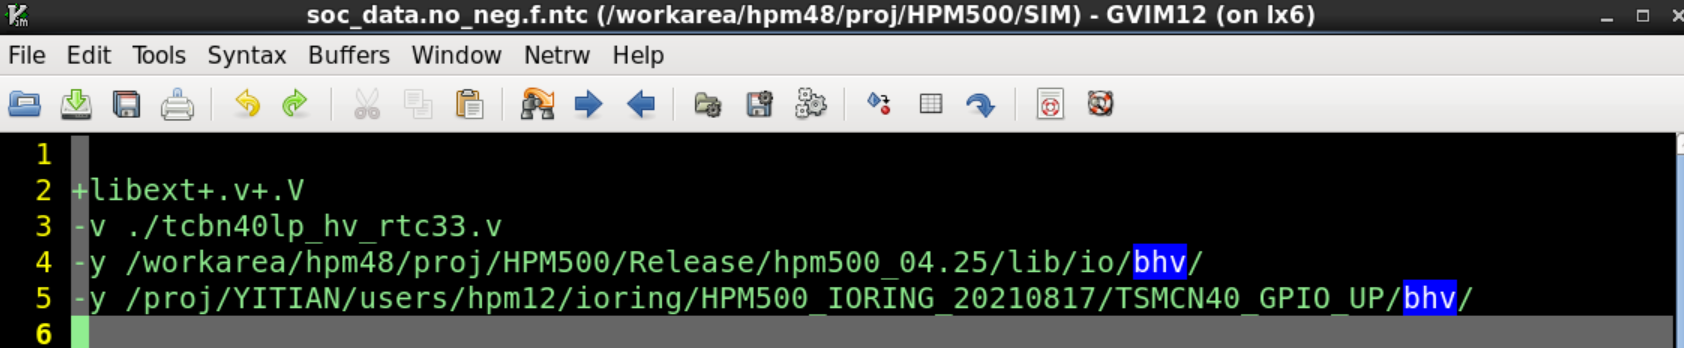 soc_data.no_neg.f.ntc (/workarea/hpm48/proj/HPM500/SIM) - GVIM12 (on lx6)
File Edit Tools Syntax Buffers Window Netrw Help
1
2 +libext+.v+.V
3 -v ./tcbn40lp_hv_rtc33.v
4 -y /workarea/hpm48/proj/HPM500/Release/hpm500_04.25/lib/io/bhv/
5 -y /proj/YITIAN/users/hpm12/ioring/HPM500_IORING_20210817/TSMCN40_GPIO_UP/bhv/
6